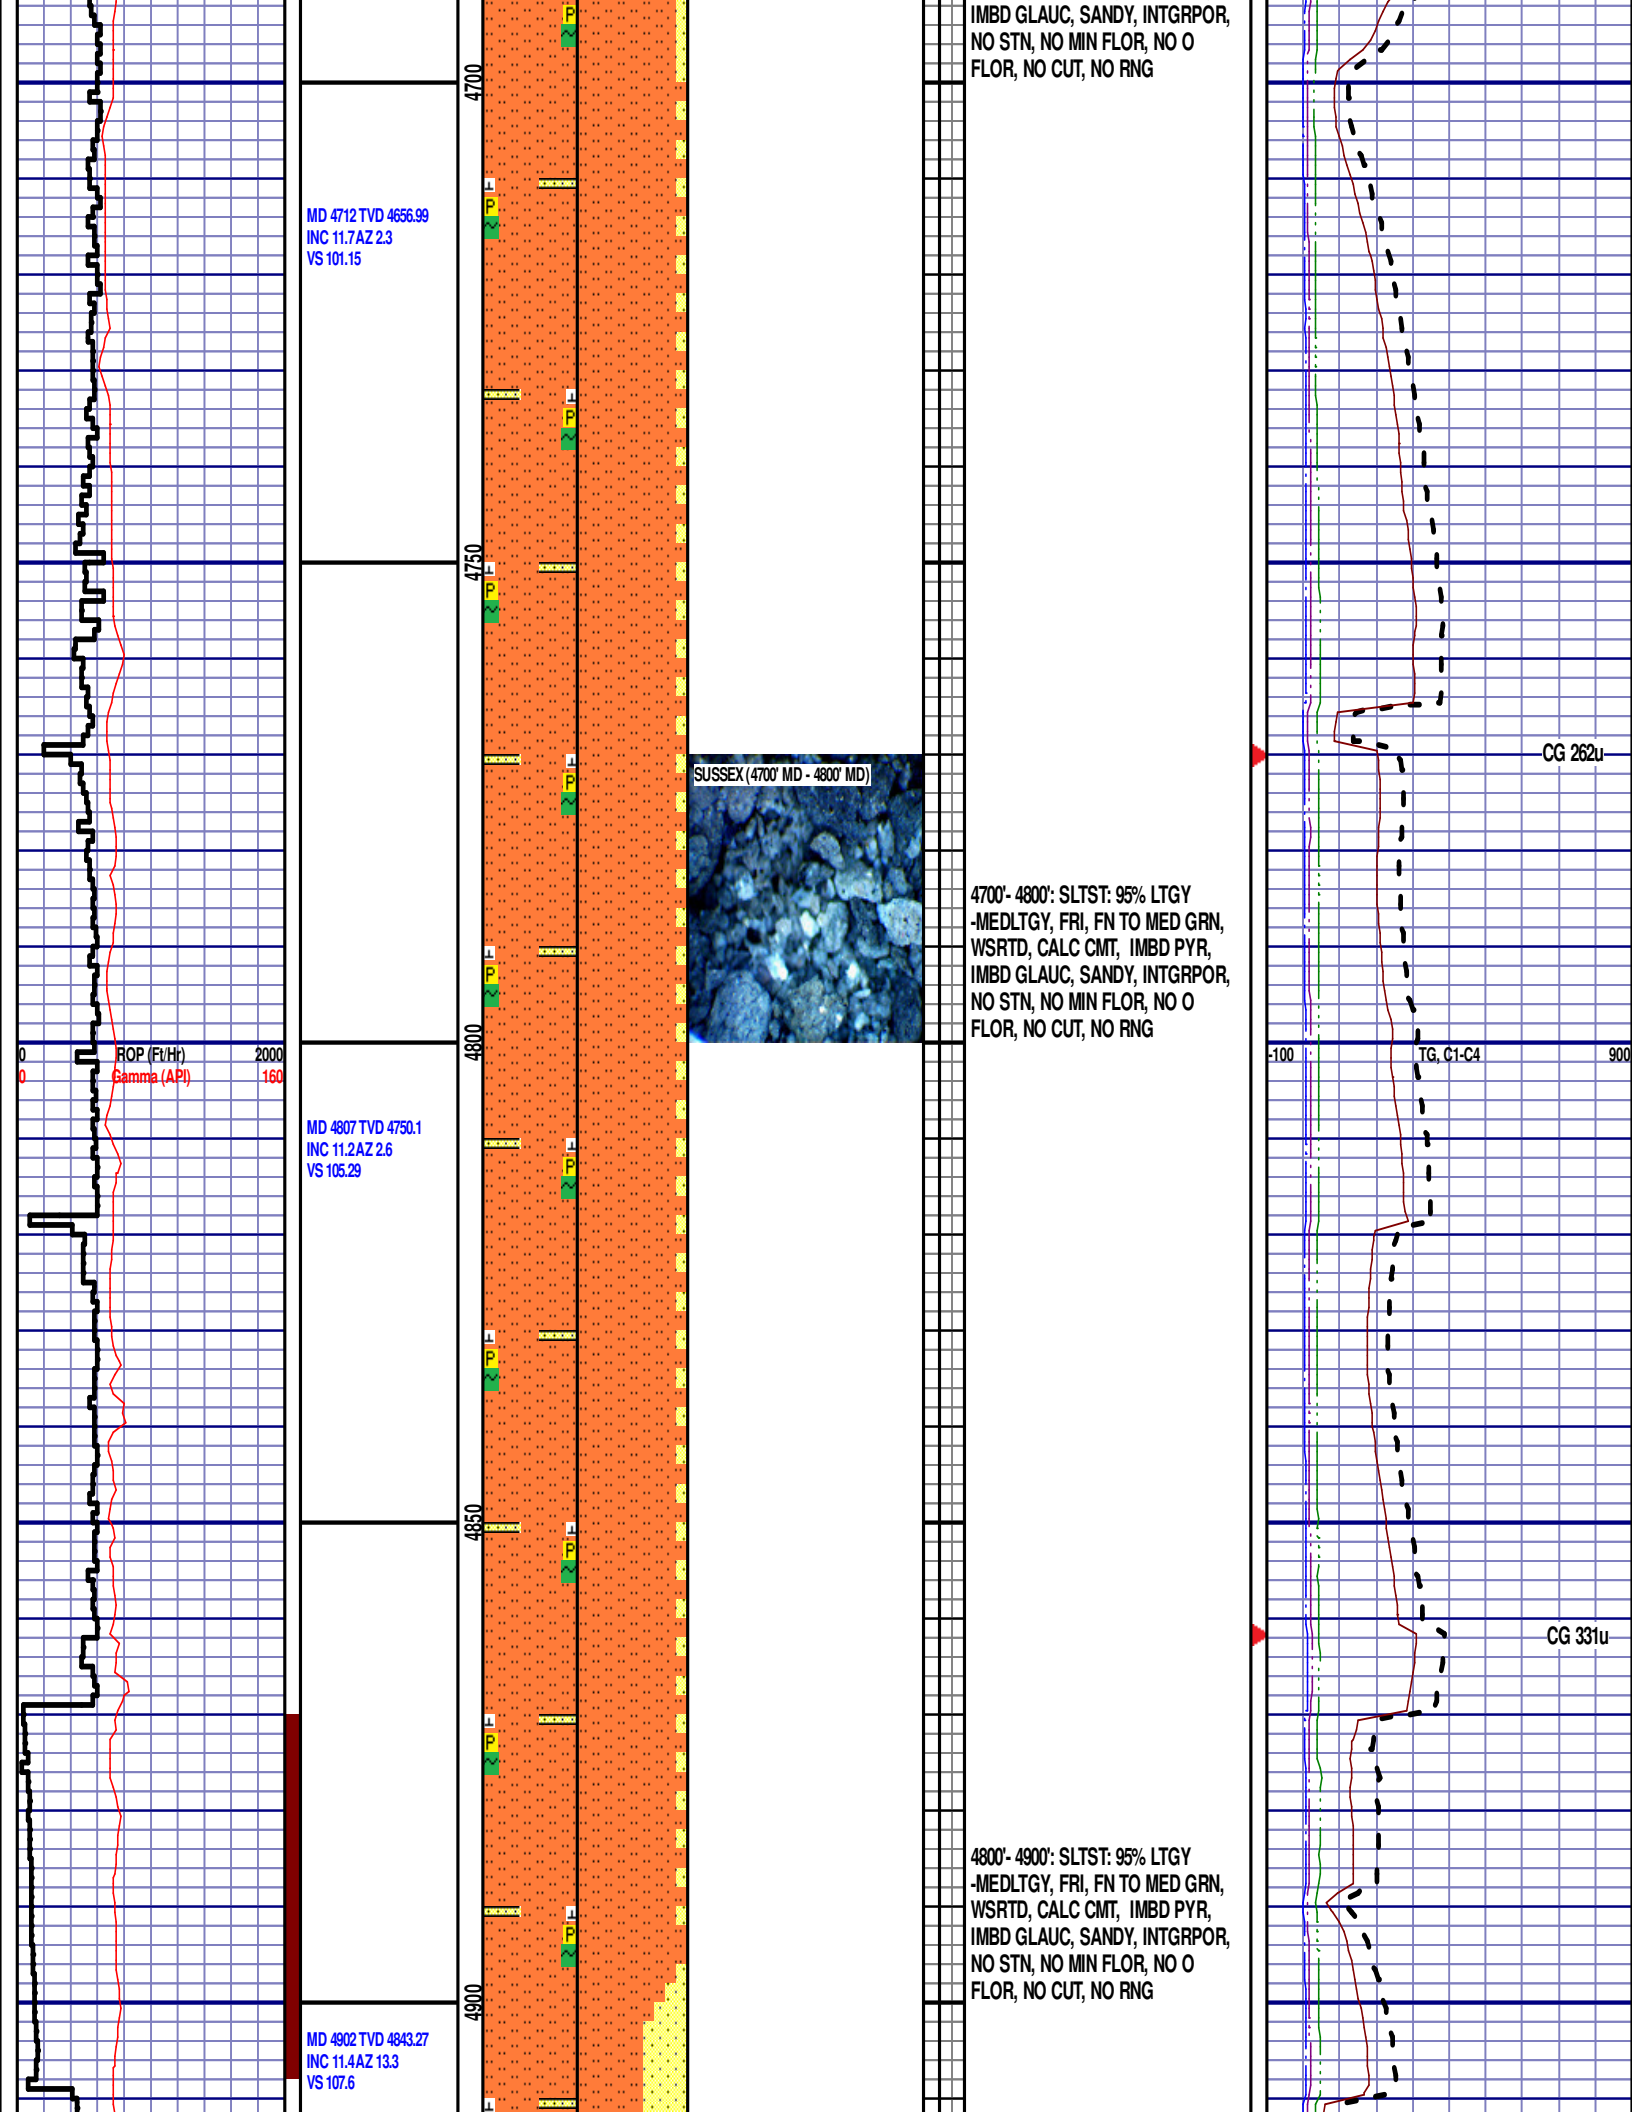 IMBD GLAUC, SANDY, INTGRPOR,
NO STN, NO MIN FLOR, NO O
FLOR, NO CUT, NO RNG
P
4700
MD 4712 TVD 4656.99
INC 11.7 AZ 2.3
VS 101.15
P
P
4750
P
P
CG 262u
SUSSEX (4700' MD - 4800' MD)
4700'- 4800': SLTST: 95% LTGY
-MEDLTGY, FRI, FN TO MED GRN,
WSRTD, CALC CMT, IMBD PYR,
IMBD GLAUC, SANDY, INTGRPOR,
NO STN, NO MIN FLOR, NO O
FLOR, NO CUT, NO RNG
P
4800
0 ROP (Ft/Hr) 2000
0 Gamma (API) 160
-100 TG, C1-C4 900
MD 4807 TVD 4750.1
INC 11.2 AZ 2.6
VS 105.29
P
P
4850
P
CG 331u
P
4800'- 4900': SLTST: 95% LTGY
-MEDLTGY, FRI, FN TO MED GRN,
WSRTD, CALC CMT, IMBD PYR,
IMBD GLAUC, SANDY, INTGRPOR,
NO STN, NO MIN FLOR, NO O
FLOR, NO CUT, NO RNG
P
4900
MD 4902 TVD 4843.27
INC 11.4 AZ 13.3
VS 107.6